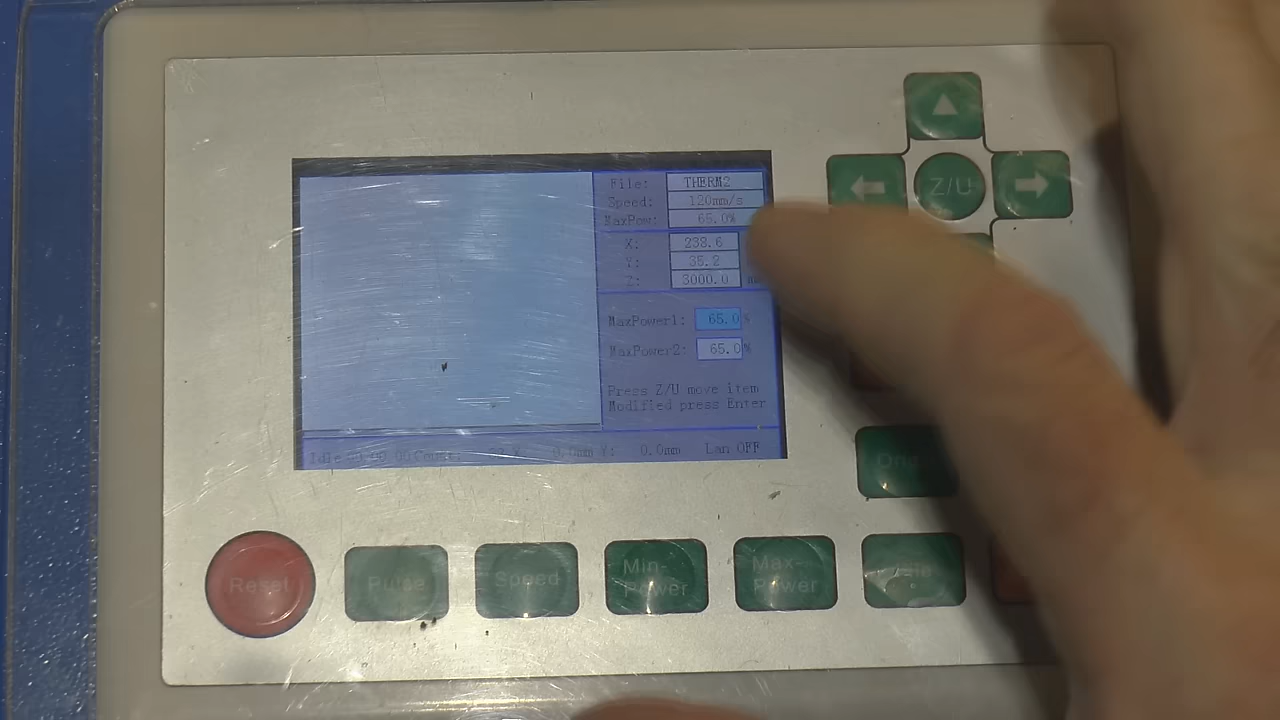 File: THERM2
Speed: 120mm/s
MaxPow: 65.0%
X: 238.6
Y: 35.2
Z: 3000.0
MaxPower1: 65.0%
MaxPower2: 65.0%
Press Z/U move item
Modified press Enter
Idle Count: 0.0mm Y: 0.0mm Lan OFF
Z/U
Reset
Pulse
Speed
Min-
Power
Max-
Power